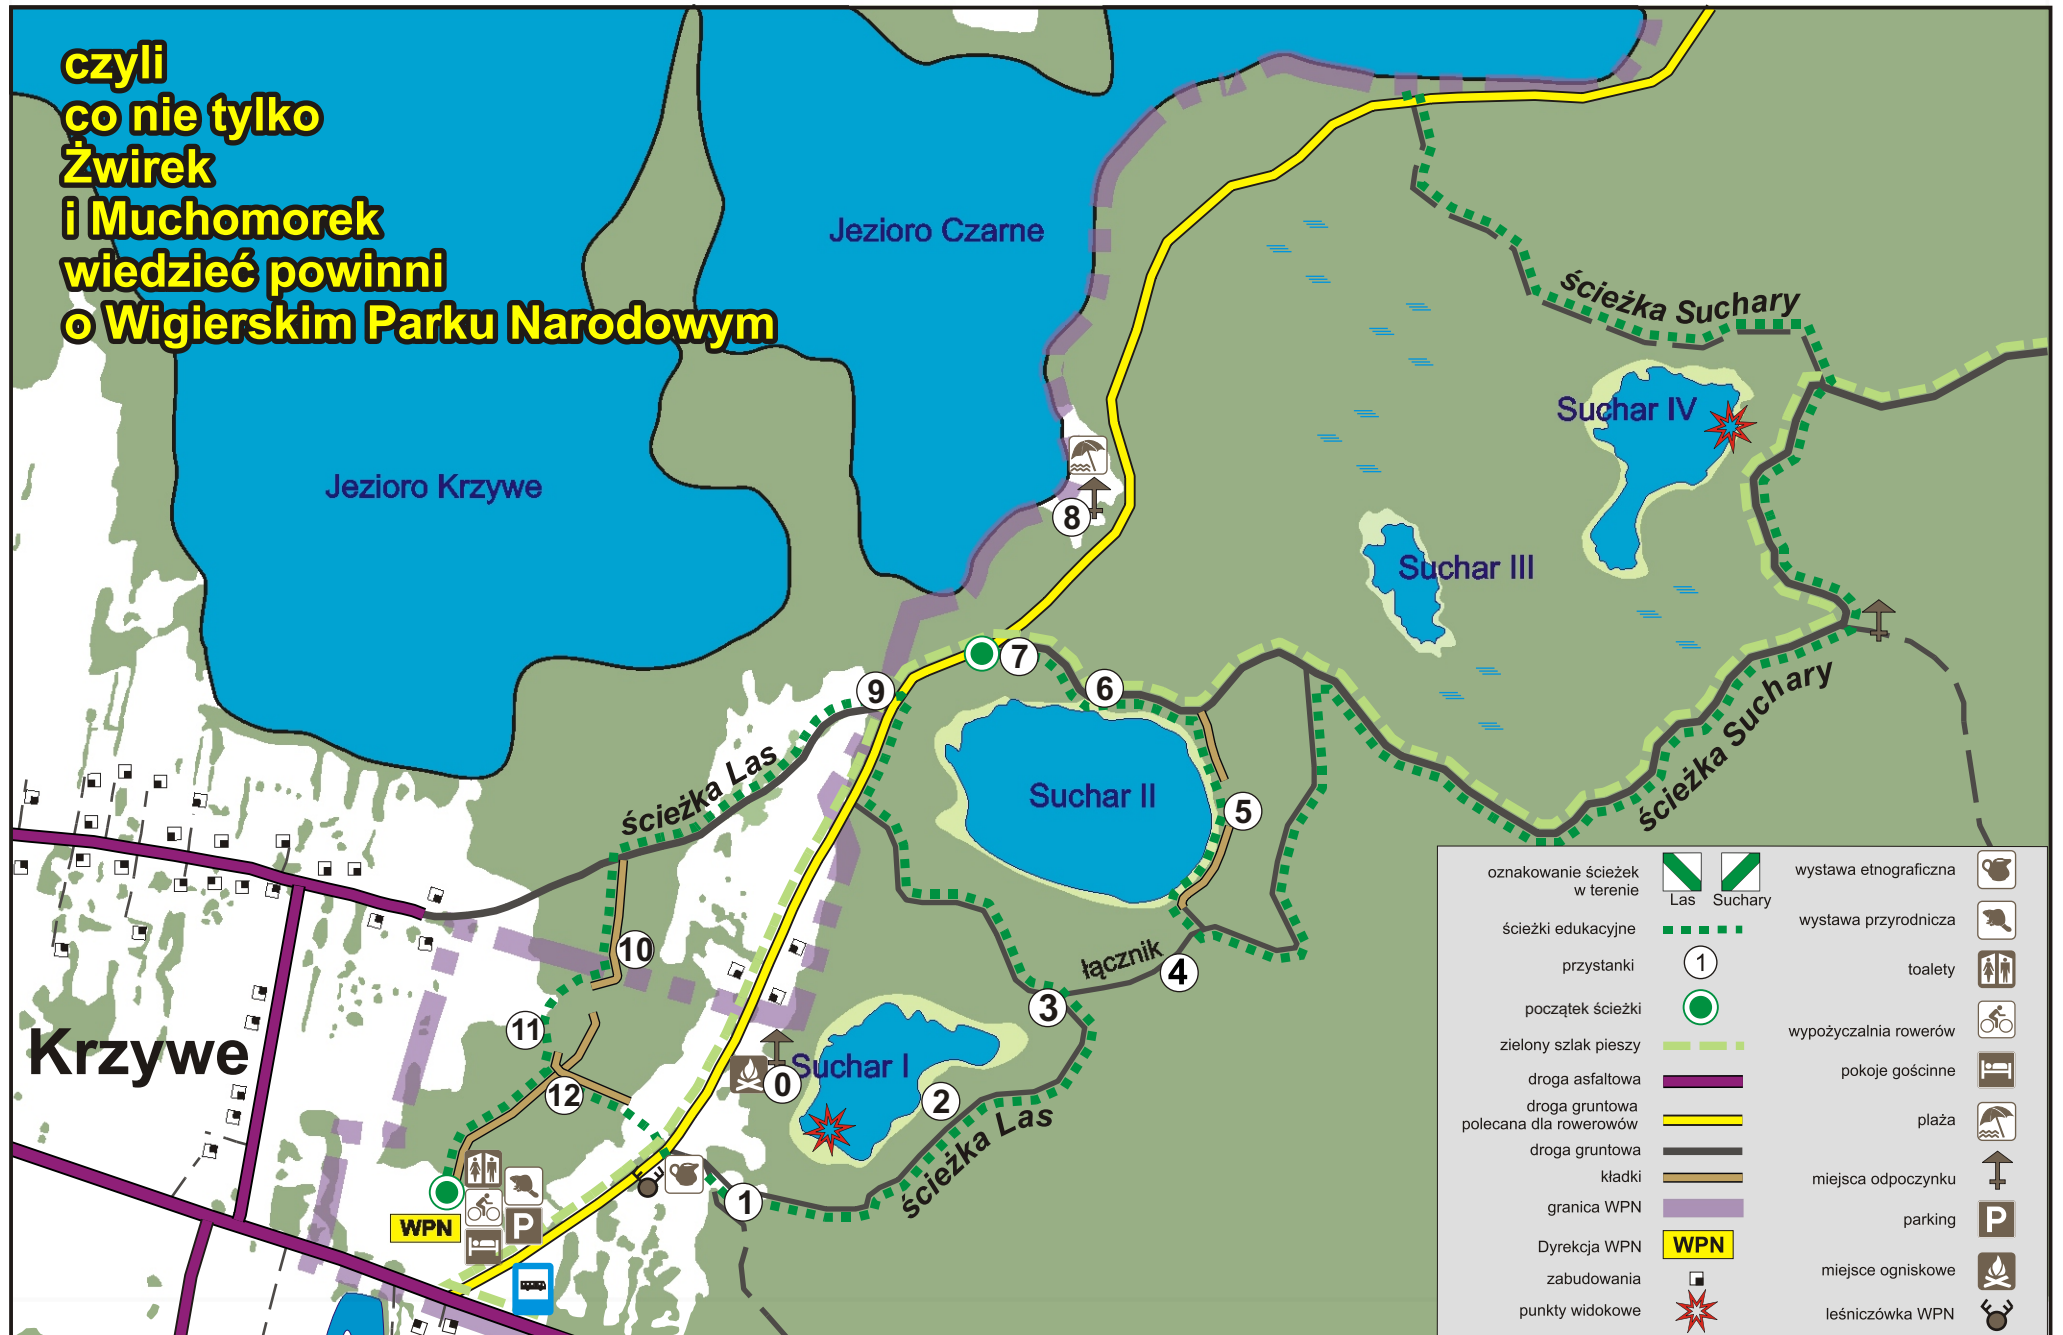 czyli
co nie tylko
Żwirek
i Muchomorek
wiedzieć powinni
o Wigierskim Parku Narodowym
Jezioro Czarne
Jezioro Krzywe
ścieżka Suchary
Suchar IV
Suchar III
8
7
6
9
ścieżka Suchary
ścieżka Las
Suchar II
5
10
łącznik
4
3
11
Krzywe
Suchar I
0
2
12
ścieżka Las
1
WPN
P
oznakowanie ścieżek
w terenie
Las Suchary
ścieżki edukacyjne
przystanki 1
początek ścieżki
zielony szlak pieszy
droga asfaltowa
droga gruntowa
polecana dla rowerowów
droga gruntowa
kładki
granica WPN
Dyrekcja WPN WPN
zabudowania
punkty widokowe
wystawa etnograficzna
wystawa przyrodnicza
toalety
wypożyczalnia rowerów
pokoje gościnne
plaża
miejsca odpoczynku
parking P
miejsce ogniskowe
leśniczówka WPN